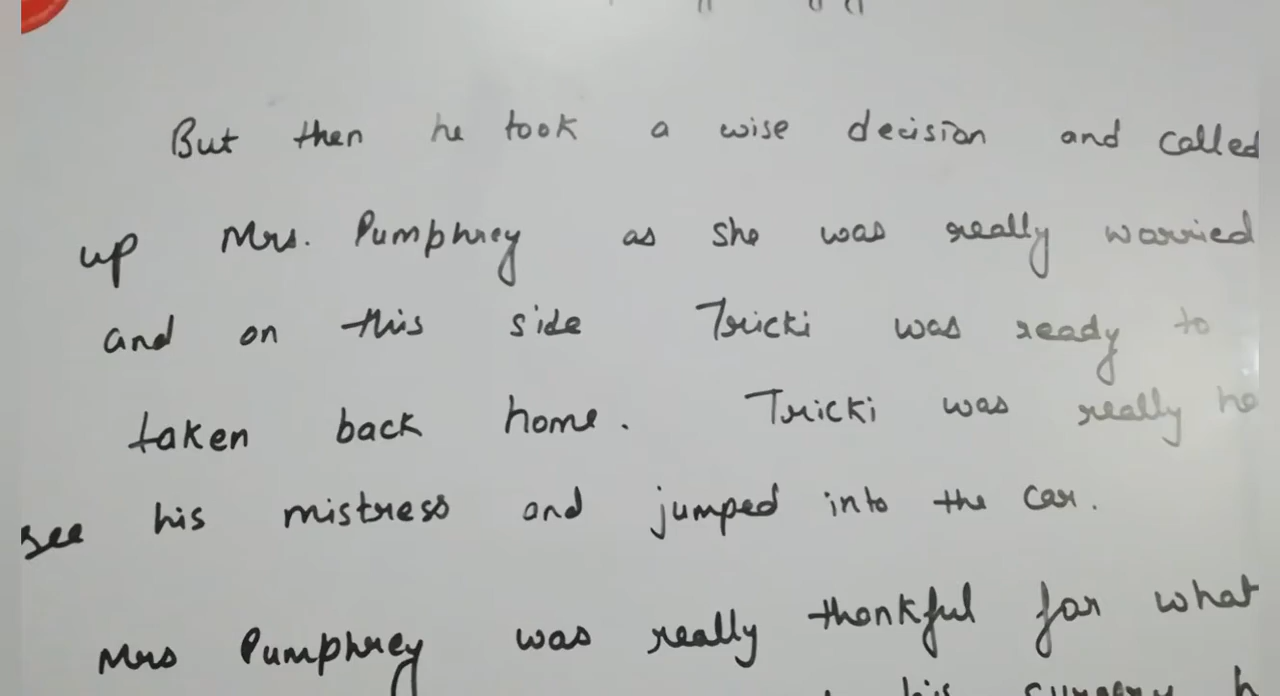 But then he took a wise decision and called
up Mrs. Pumphrey as she was really worried
and on this side Tricki was ready to
taken back home. Tricki was really
see his mistress and jumped into the car.
Mrs Pumphrey was really thankful for what
his surgery